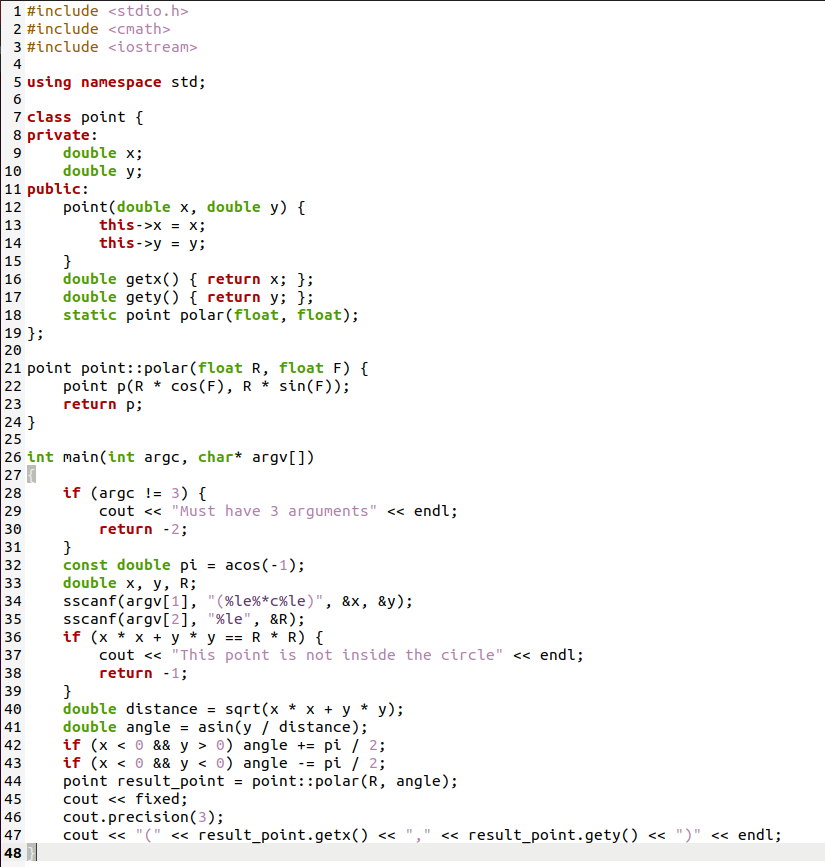 1 #include <stdio.h>
2 #include <cmath>
3 #include <iostream>
4
5 using namespace std;
6
7 class point {
8 private:
9     double x;
10     double y;
11 public:
12     point(double x, double y) {
13         this->x = x;
14         this->y = y;
15     }
16     double getx() { return x; };
17     double gety() { return y; };
18     static point polar(float, float);
19 };
20
21 point point::polar(float R, float F) {
22     point p(R * cos(F), R * sin(F));
23     return p;
24 }
25
26 int main(int argc, char* argv[])
27 {
28     if (argc != 3) {
29         cout << "Must have 3 arguments" << endl;
30         return -2;
31     }
32     const double pi = acos(-1);
33     double x, y, R;
34     sscanf(argv[1], "(%le%*c%le)", &x, &y);
35     sscanf(argv[2], "%le", &R);
36     if (x * x + y * y == R * R) {
37         cout << "This point is not inside the circle" << endl;
38         return -1;
39     }
40     double distance = sqrt(x * x + y * y);
41     double angle = asin(y / distance);
42     if (x < 0 && y > 0) angle += pi / 2;
43     if (x < 0 && y < 0) angle -= pi / 2;
44     point result_point = point::polar(R, angle);
45     cout << fixed;
46     cout.precision(3);
47     cout << "(" << result_point.getx() << "," << result_point.gety() << ")" << endl;
48 }